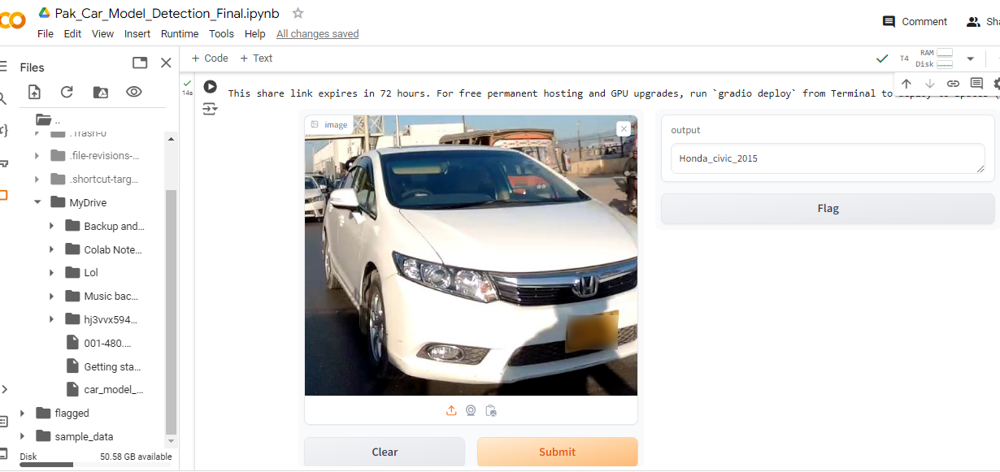 Pak_Car_Model_Detection_Final.ipynb
File Edit View Insert Runtime Tools Help All changes saved
Comment
Files
+ Code + Text
T4 RAM
Disk
14s
This share link expires in 72 hours. For free permanent hosting and GPU upgrades, run `gradio deploy` from Terminal to
..
.Trash-0
.file-revisions-...
.shortcut-targ...
MyDrive
Backup and...
Colab Note...
Lol
Music bac...
hj3vvx594...
001-480....
Getting sta...
car_model_...
flagged
sample_data
Disk 50.58 GB available
image
Clear
Submit
output
Honda_civic_2015
Flag